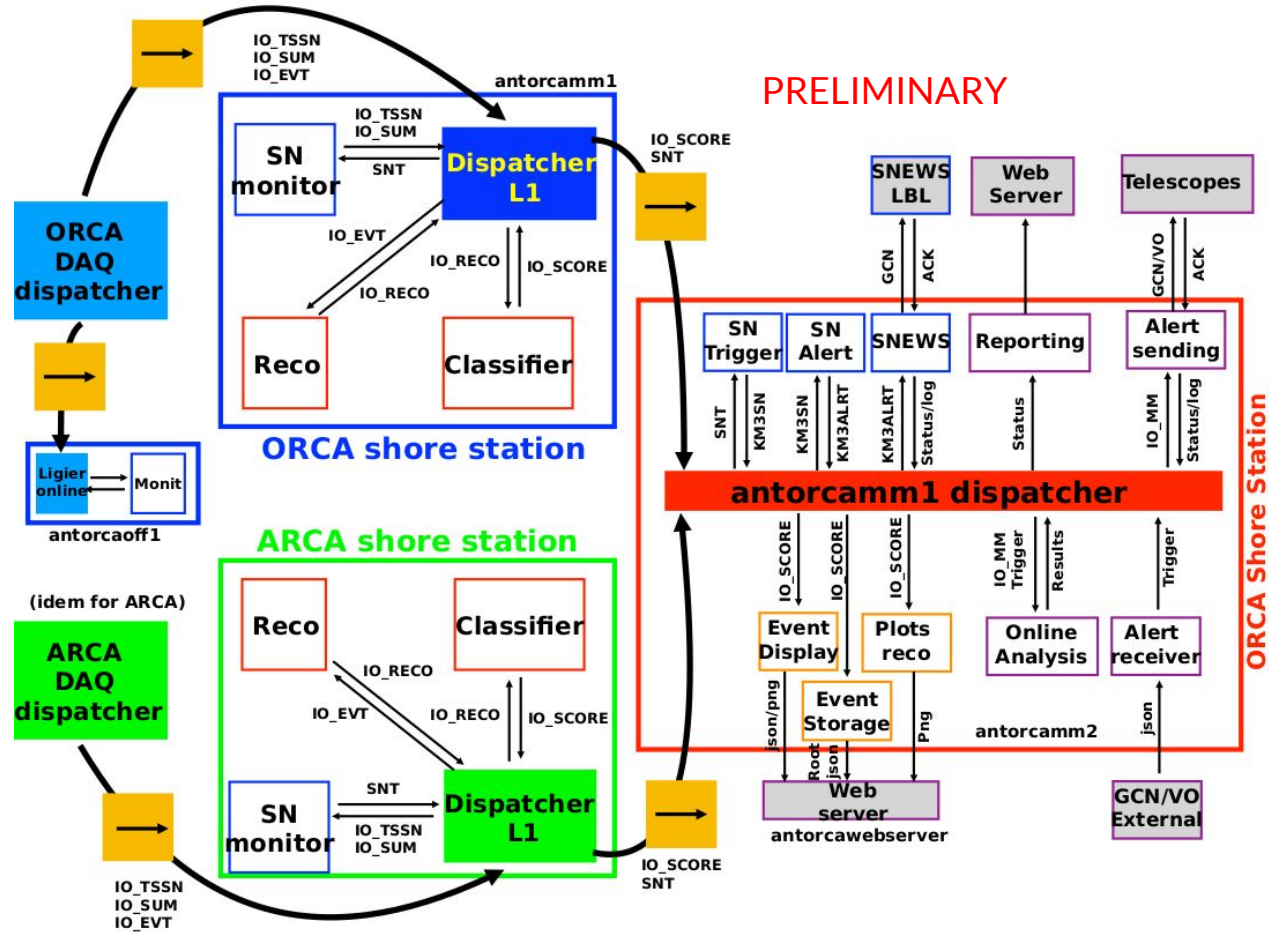 IO_TSSN
IO_SUM
IO_EVT
antorcamm1
PRELIMINARY
SN
monitor
IO_TSSN
IO_SUM
SNT
Dispatcher
L1
IO_EVT
IO_RECO
IO_RECO
IO_SCORE
Reco
Classifier
ORCA shore station
IO_SCORE
SNT
ORCA
DAQ
dispatcher
Ligier
online
Monit
antorcaoff1
SNEWS
LBL
Web
Server
Telescopes
GCN
ACK
GCN/VO
ACK
SN
Trigger
SN
Alert
SNEWS
Reporting
Alert
sending
SNT
KM3SN
KM3SN
KM3ALRT
KM3ALRT
Status/log
Status
IO_MM
Status/log
antorcamm1 dispatcher
ORCA Shore Station
IO_SCORE
IO_SCORE
IO_SCORE
IO_MM
Trigger
Results
Trigger
Event
Display
Plots
reco
Online
Analysis
Alert
receiver
Event
Storage
antorcamm2
json/png
Root
json
Png
json
Web
server
antorcawebserver
GCN/VO
External
ARCA shore station
(idem for ARCA)
ARCA
DAQ
dispatcher
Reco
Classifier
IO_RECO
IO_EVT
IO_RECO
IO_SCORE
SN
monitor
SNT
IO_TSSN
IO_SUM
Dispatcher
L1
IO_SCORE
SNT
IO_TSSN
IO_SUM
IO_EVT